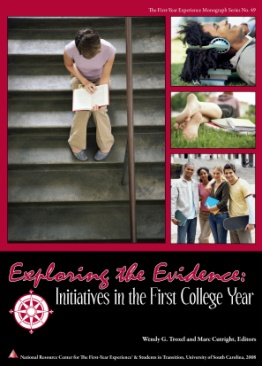 The First-Year Experience Monograph Series No. 49
Exploring the Evidence:
Initiatives in the First College Year
Wendy G. Troxel and Marc Cutright, Editors
National Resource Center for The First-Year Experience® & Students in Transition, University of South Carolina, 2008